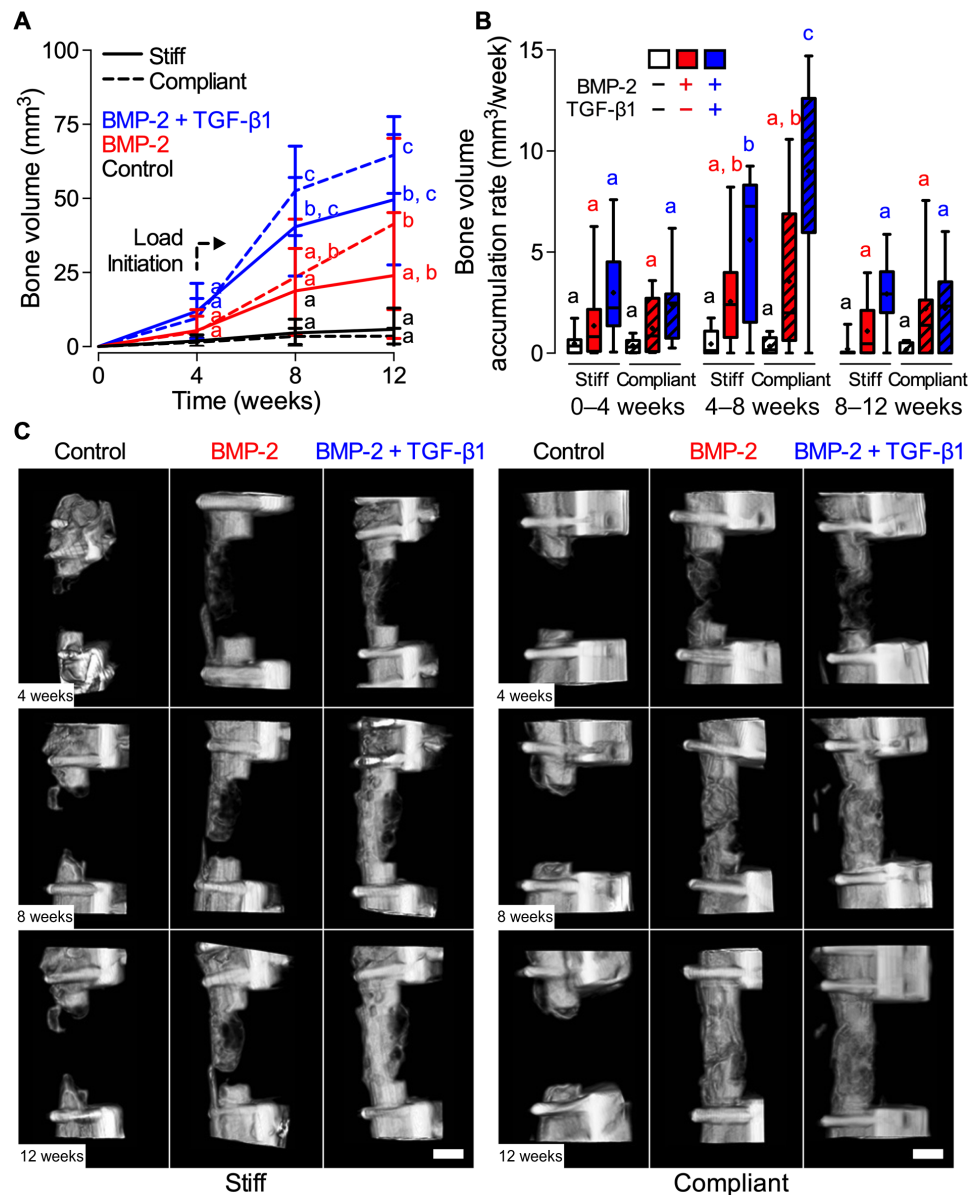 A
100
75
50
25
0
Bone volume (mm³)
Stiff
Compliant
BMP-2 + TGF-β1
BMP-2
Control
Load
Initiation
a
a
a
a
a
a
c
b, c
a, b
a
a
a
c
b, c
b
a, b
a
a
0 4 8 12
Time (weeks)
B
15
10
5
0
Bone volume
accumulation rate (mm³/week)
BMP-2 − + +
TGF-β1 − − +
a a a a a a
a a, b b a a, b c
a a a a a a
Stiff Compliant Stiff Compliant Stiff Compliant
0–4 weeks 4–8 weeks 8–12 weeks
C
Control BMP-2 BMP-2 + TGF-β1 Control BMP-2 BMP-2 + TGF-β1
4 weeks 4 weeks
8 weeks 8 weeks
12 weeks 12 weeks
Stiff Compliant